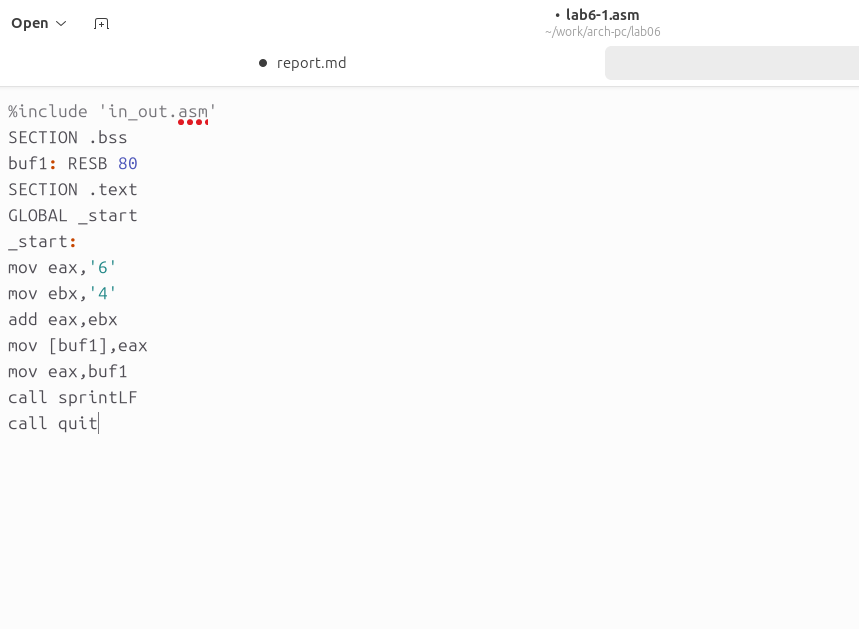 Open
• lab6-1.asm
~/work/arch-pc/lab06
● report.md
%include 'in_out.asm'
SECTION .bss
buf1: RESB 80
SECTION .text
GLOBAL _start
_start:
mov eax,'6'
mov ebx,'4'
add eax,ebx
mov [buf1],eax
mov eax,buf1
call sprintLF
call quit